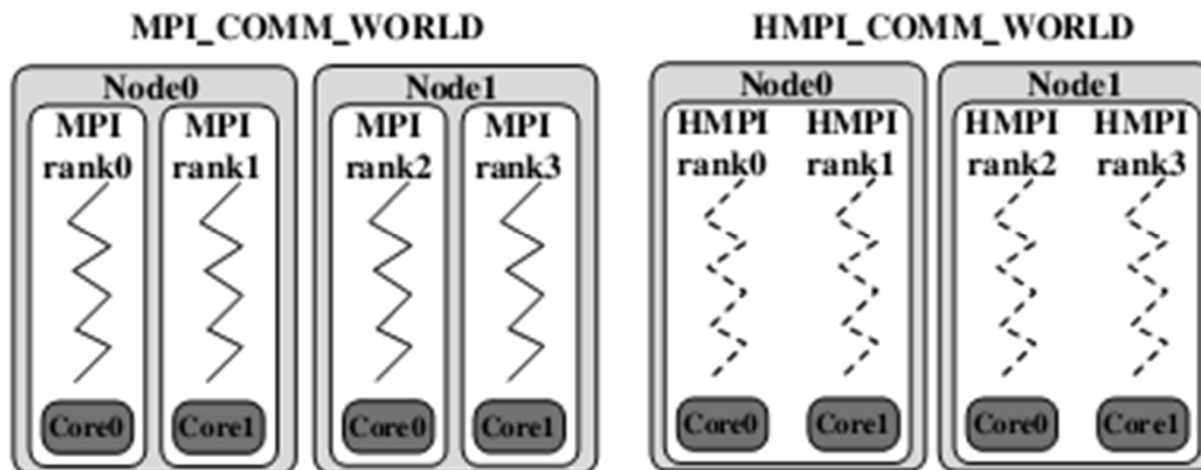 MPI_COMM_WORLD
Node0
MPI rank0
MPI rank1
Core0
Core1
Node1
MPI rank2
MPI rank3
Core0
Core1
HMPI_COMM_WORLD
Node0
HMPI rank0
HMPI rank1
Core0
Core1
Node1
HMPI rank2
HMPI rank3
Core0
Core1